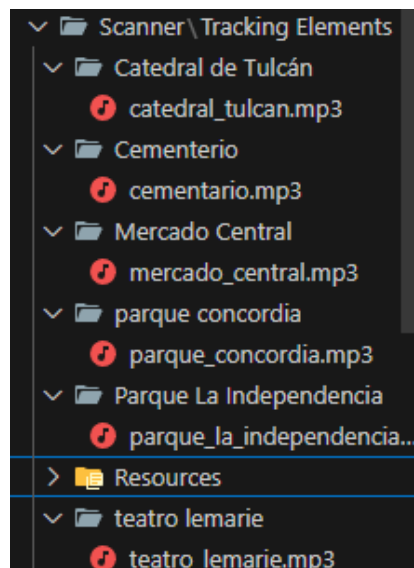 Scanner\Tracking Elements
Catedral de Tulcán
catedral_tulcan.mp3
Cementerio
cementario.mp3
Mercado Central
mercado_central.mp3
parque concordia
parque_concordia.mp3
Parque La Independencia
parque_la_independencia...
Resources
teatro lemarie
teatro_lemarie.mp3